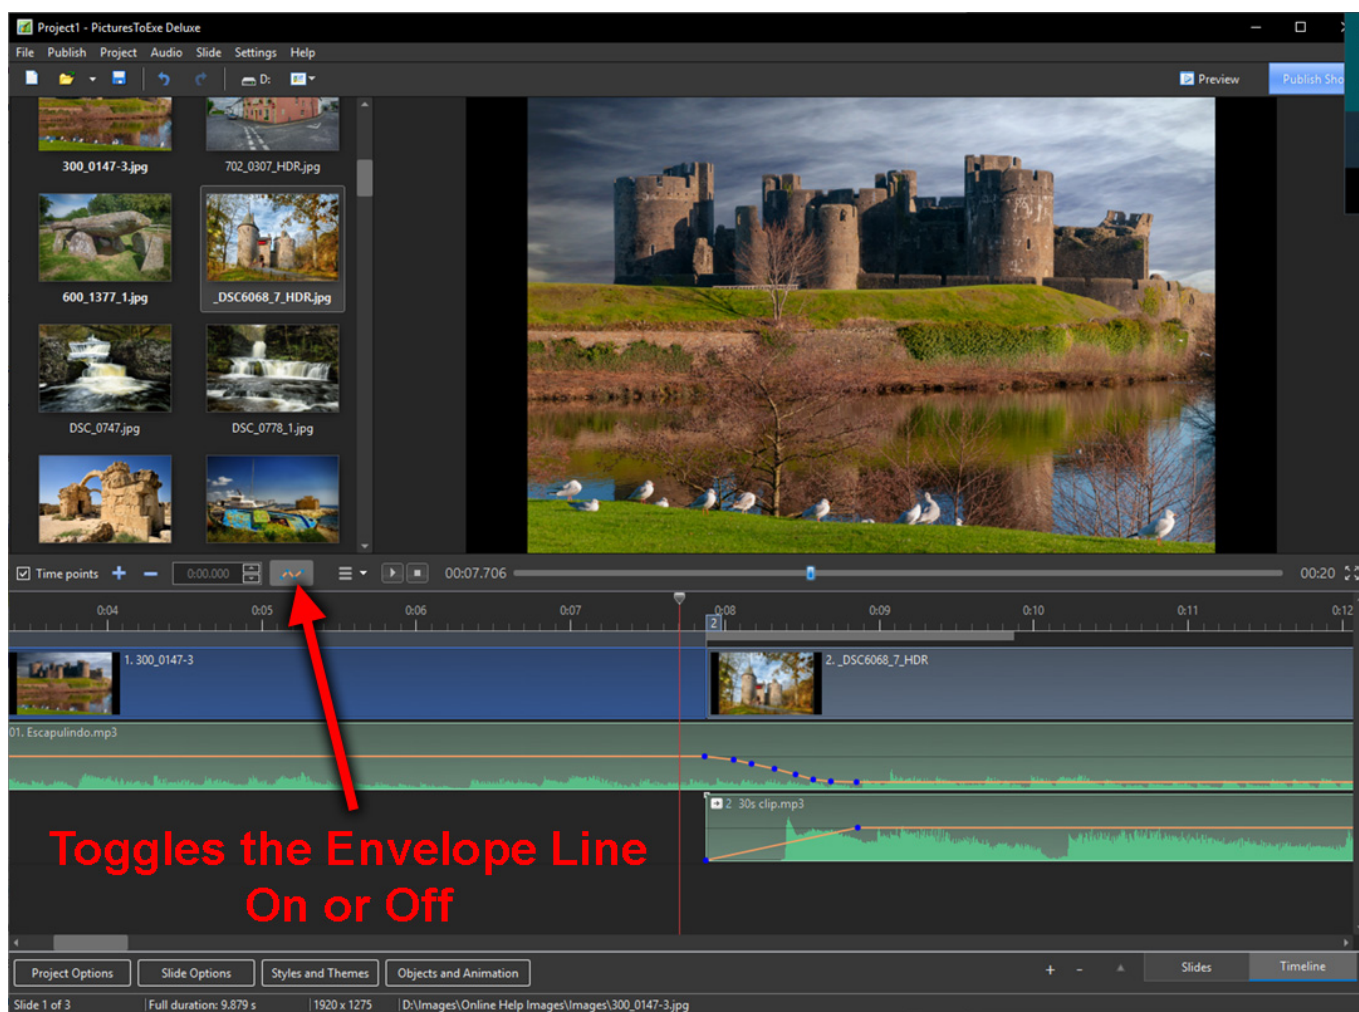 Project1 - PicturesToExe Deluxe
File Publish Project Audio Slide Settings Help
D: Preview Publish Sho
300_0147-3.jpg 702_0307_HDR.jpg
600_1377_1.jpg _DSC6068_7_HDR.jpg
DSC_0747.jpg DSC_0778_1.jpg
Time points 0:00.000 00:07.706 00:20
0:04 0:05 0:06 0:07 0:08 0:09 0:10 0:11 0:12
2
1. 300_0147-3 2. _DSC6068_7_HDR
01. Escapulindo.mp3
2 30s clip.mp3
Toggles the Envelope Line
On or Off
Project Options Slide Options Styles and Themes Objects and Animation + - Slides Timeline
Slide 1 of 3 Full duration: 9.879 s 1920 x 1275 D:\Images\Online Help Images\Images\300_0147-3.jpg